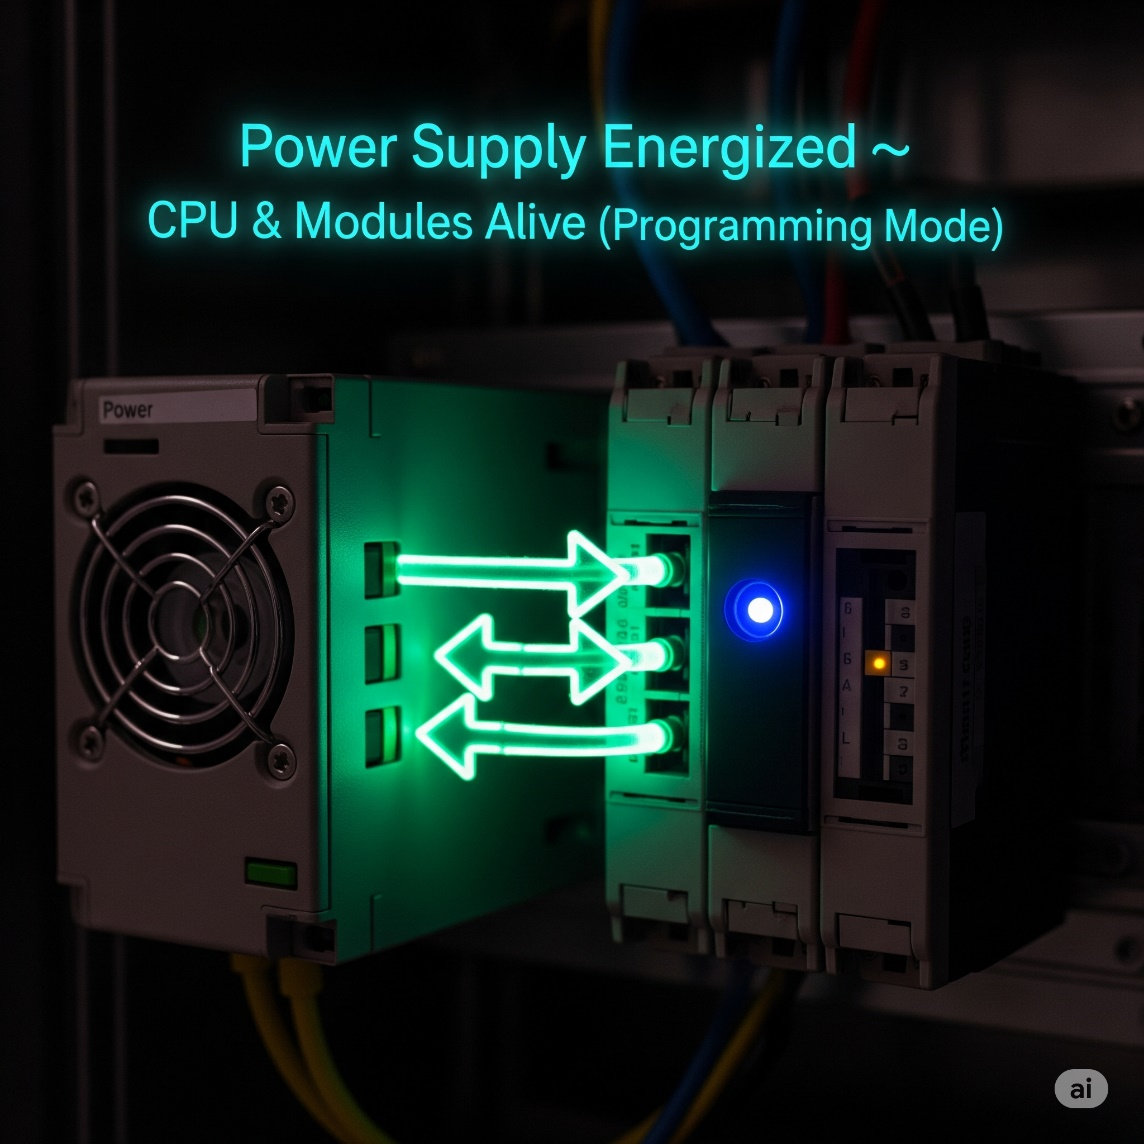 Power Supply Energized ~
CPU & Modules Alive (Programming Mode)
Power
ai